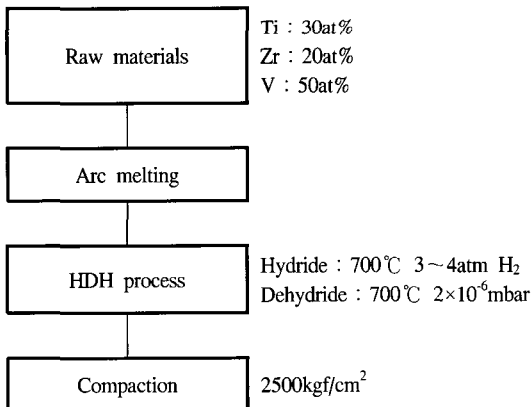 Raw materials
Ti : 30at%
Zr : 20at%
V : 50at%
Arc melting
HDH process
Hydride : 700℃ 3~4atm H₂
Dehydride : 700℃ 2×10⁻⁶mbar
Compaction
2500kgf/cm²